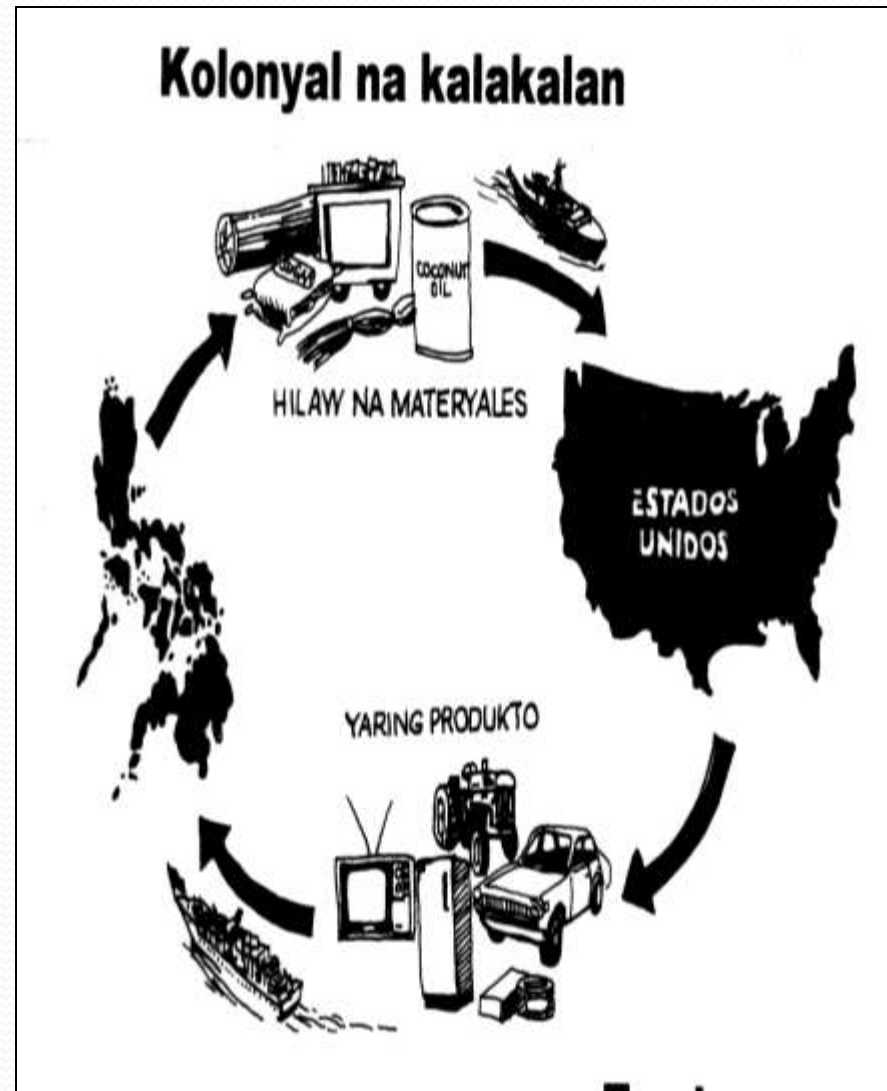 Kolonyal na kalakalan
COCONUT
OIL
HILAW NA MATERYALES
ESTADOS
UNIDOS
YARING PRODUKTO